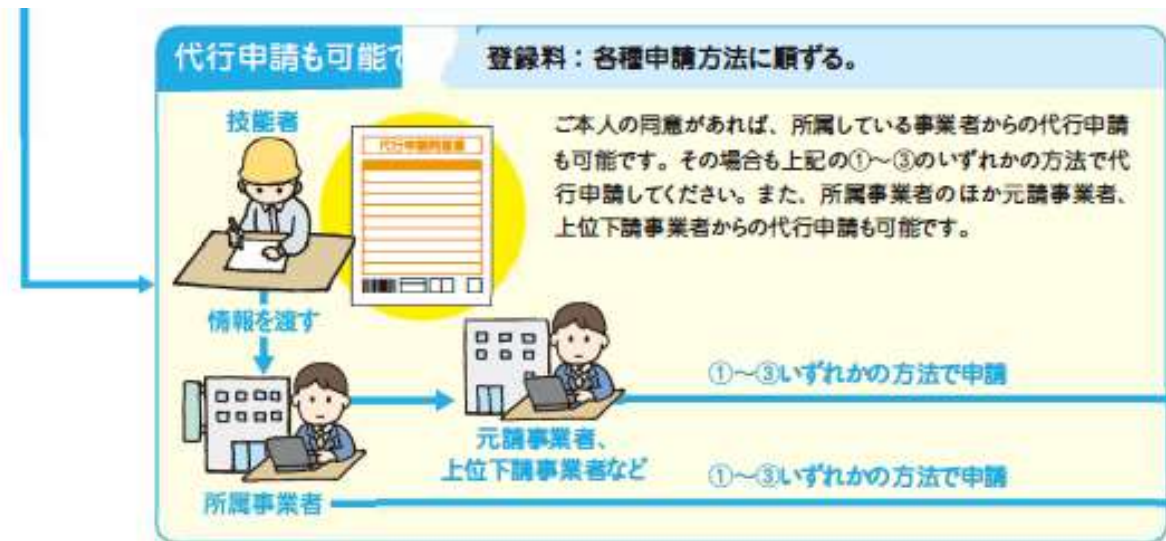 代行申請も可能で
登録料：各種申請方法に順ずる。
技能者
代行申請同意書
ご本人の同意があれば、所属している事業者からの代行申請
も可能です。その場合も上記の①〜③のいずれかの方法で代
行申請してください。また、所属事業者のほか元請事業者、
上位下請事業者からの代行申請も可能です。
情報を渡す
①〜③いずれかの方法で申請
元請事業者、
上位下請事業者など
①〜③いずれかの方法で申請
所属事業者